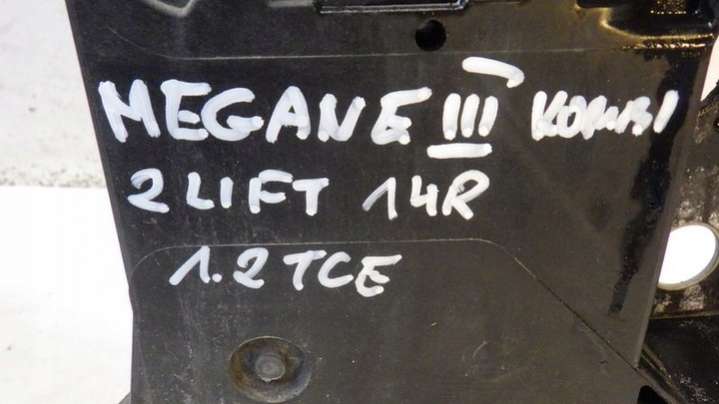 MEGANE III KOMBI
2 LIFT 14R
1.2 TCE